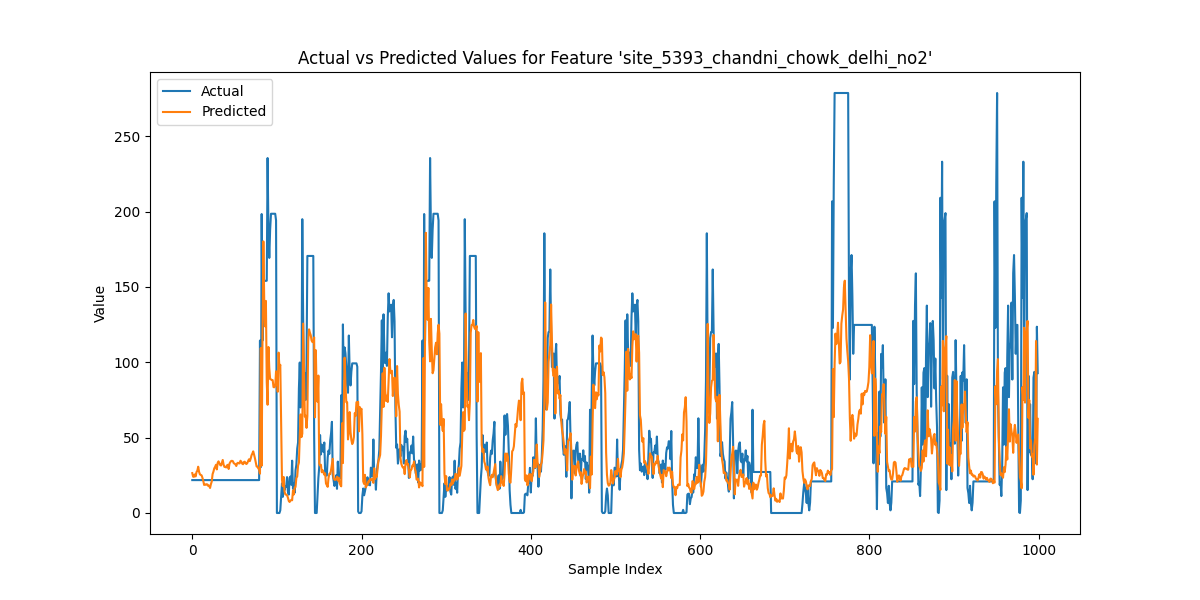 Actual vs Predicted Values for Feature 'site_5393_chandni_chowk_delhi_no2'
Actual
Predicted
250
200
150
100
50
0
Value
0 200 400 600 800 1000
Sample Index